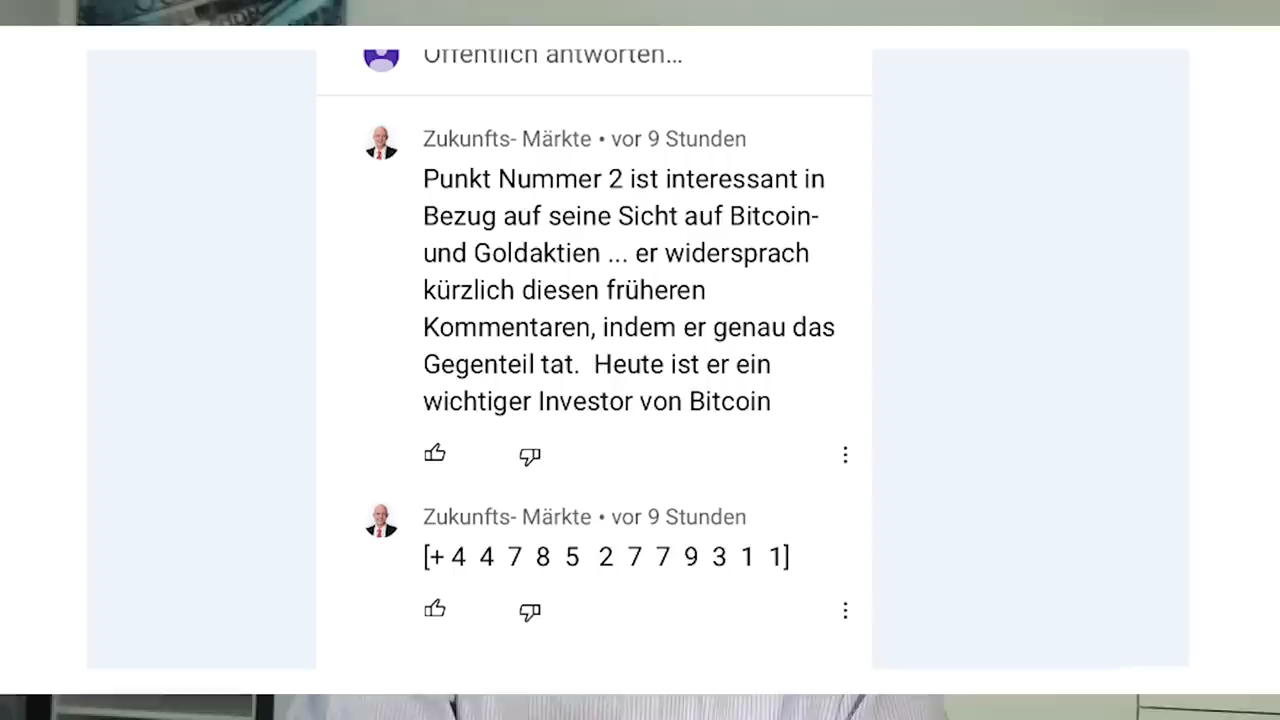 Öffentlich antworten...
Zukunfts- Märkte • vor 9 Stunden
Punkt Nummer 2 ist interessant in
Bezug auf seine Sicht auf Bitcoin-
und Goldaktien ... er widersprach
kürzlich diesen früheren
Kommentaren, indem er genau das
Gegenteil tat.  Heute ist er ein
wichtiger Investor von Bitcoin
Zukunfts- Märkte • vor 9 Stunden
[+ 4 4 7 8 5 2 7 7 9 3 1 1]